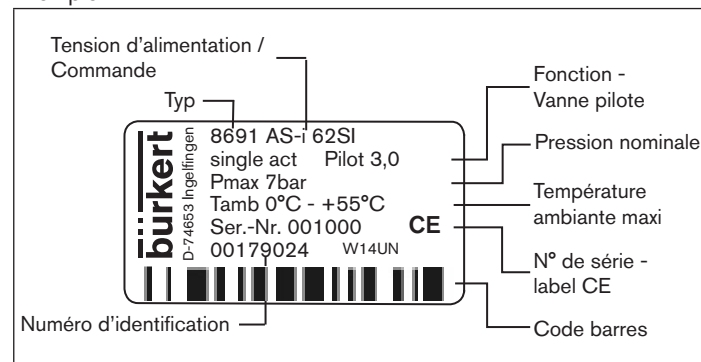 Tension d'alimentation /
Commande
Typ
Fonction -
Vanne pilote
Pression nominale
Température
ambiante maxi
N° de série -
label CE
Code barres
Numéro d'identification
bürkert
D-74653 Ingelfingen
8691 AS-i 62SI
single act Pilot 3,0
Pmax 7bar
Tamb 0°C - +55°C
Ser.-Nr. 001000 CE
00179024 W14UN